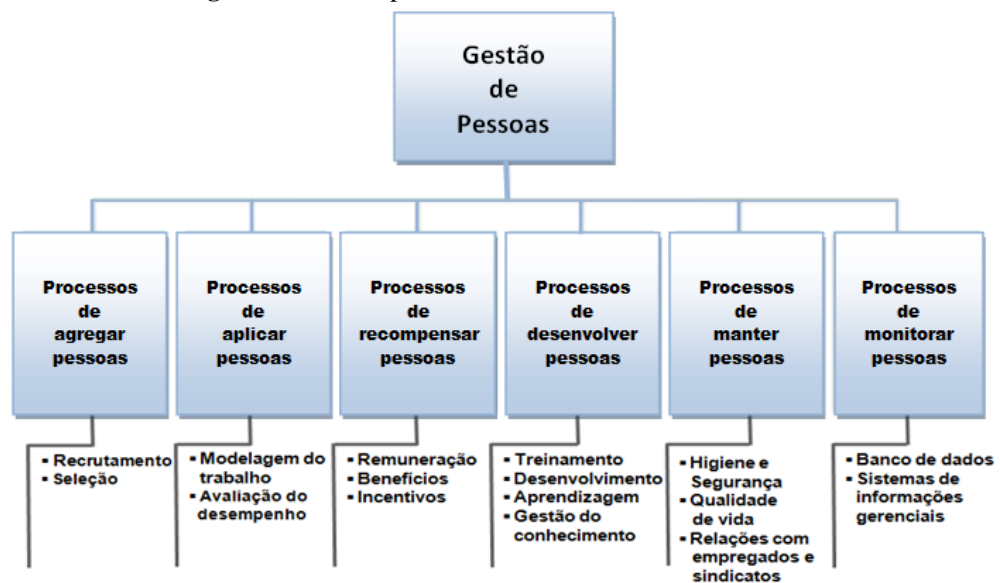 Gestão
de
Pessoas
Processos
de
agregar
pessoas
Processos
de
aplicar
pessoas
Processos
de
recompensar
pessoas
Processos
de
desenvolver
pessoas
Processos
de
manter
pessoas
Processos
de
monitorar
pessoas
▪ Recrutamento
▪ Seleção
▪ Modelagem do
trabalho
▪ Avaliação do
desempenho
▪ Remuneração
▪ Benefícios
▪ Incentivos
▪ Treinamento
▪ Desenvolvimento
▪ Aprendizagem
▪ Gestão do
conhecimento
▪ Higiene e
Segurança
▪ Qualidade
de vida
▪ Relações com
empregados e
sindicatos
▪ Banco de dados
▪ Sistemas de
informações
gerenciais